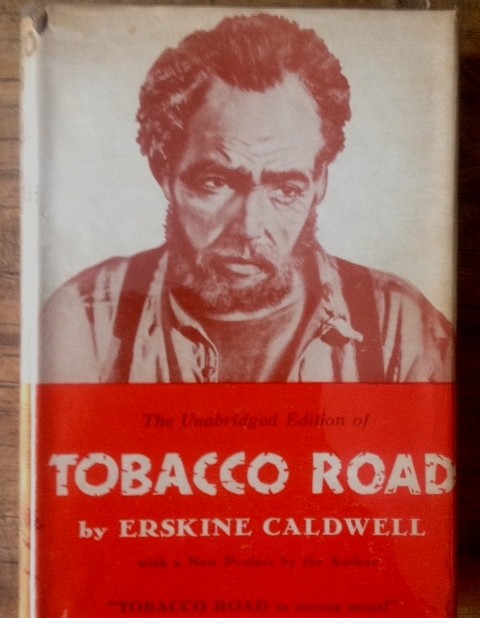 The Unabridged Edition of
TOBACCO ROAD
by ERSKINE CALDWELL
with a New Preface by the Author
"TOBACCO ROAD is strong meat!"